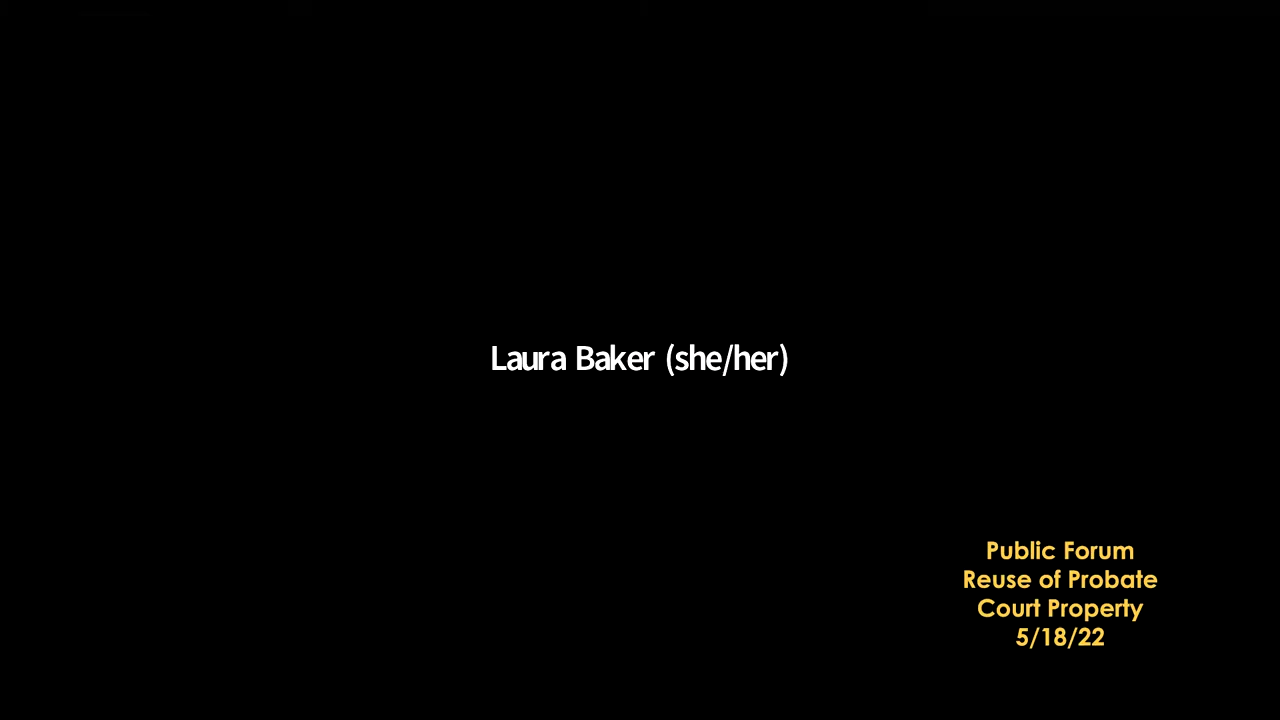 Laura Baker (she/her)
Public Forum
Reuse of Probate
Court Property
5/18/22